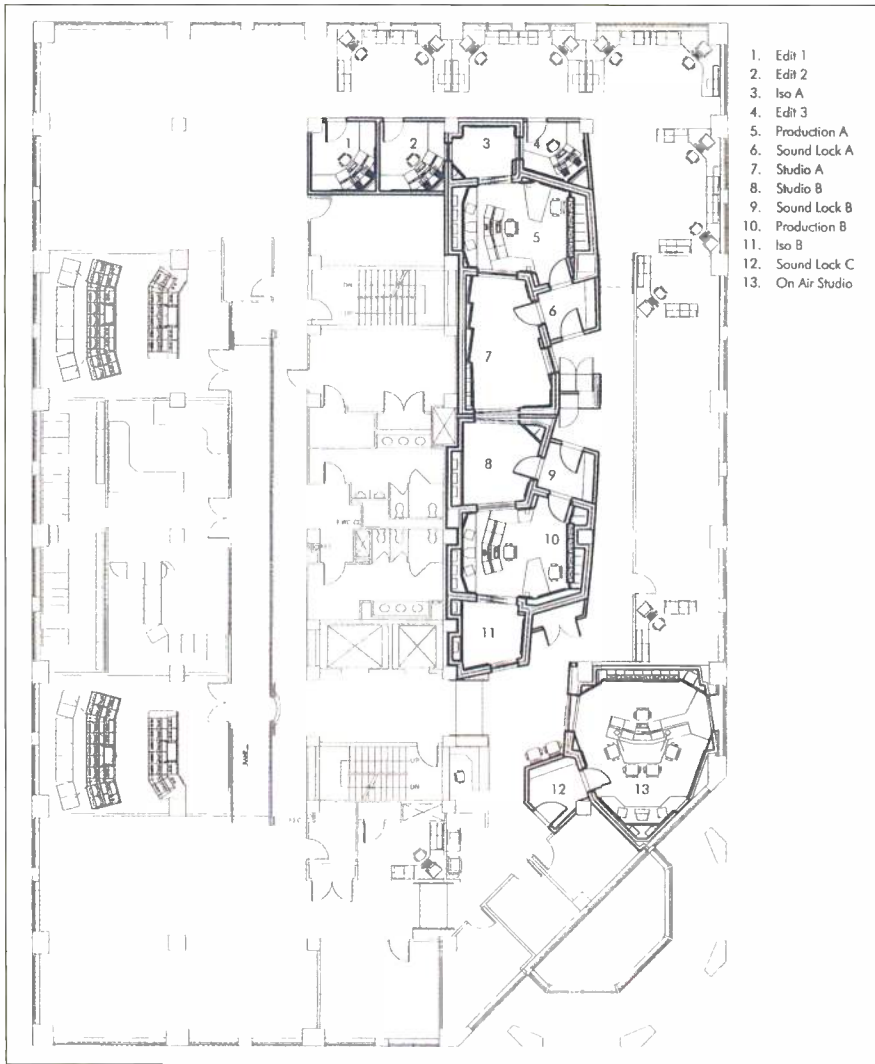 1. Edit 1
2. Edit 2
3. Iso A
4. Edit 3
5. Production A
6. Sound Lock A
7. Studio A
8. Studio B
9. Sound Lock B
10. Production B
11. Iso B
12. Sound Lock C
13. On Air Studio
1
2
3
4
5
DN
UP
6
7
8
9
10
11
UP
DN
12
13